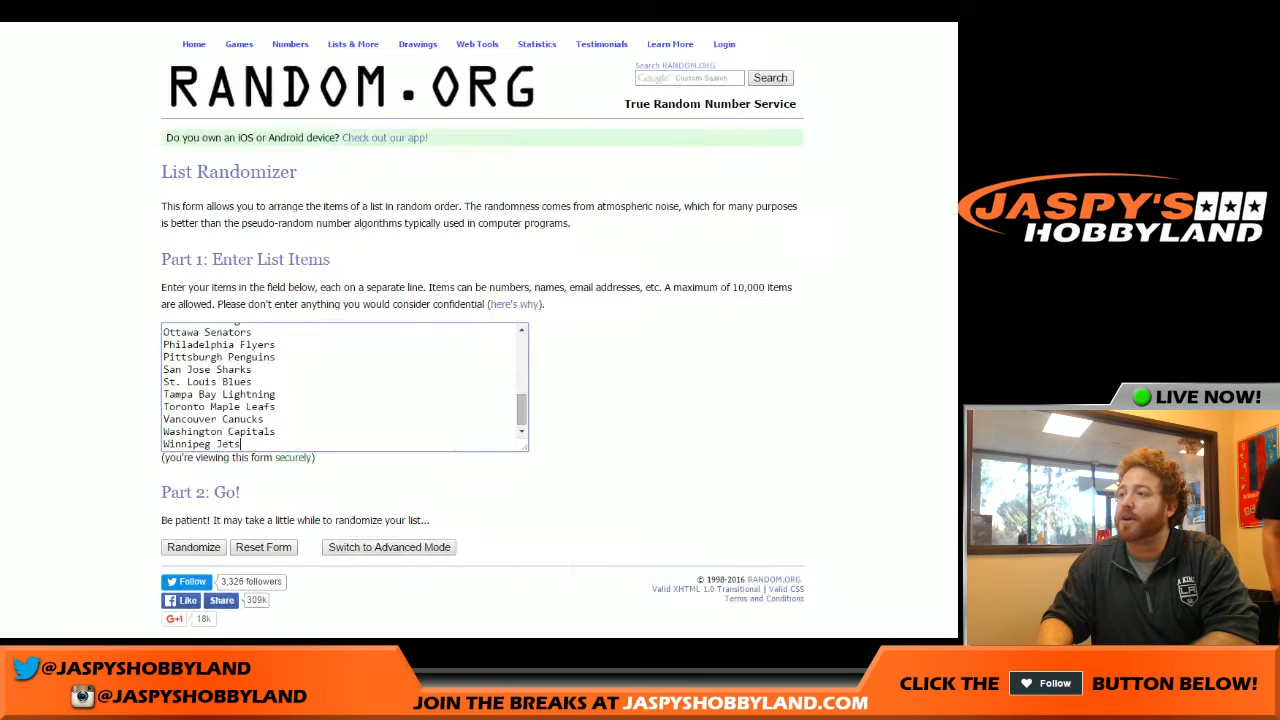 Home Games Numbers Lists & More Drawings Web Tools Statistics Testimonials Learn More Login
RANDOM.ORG
Search RANDOM.ORG
Google Custom Search Search
True Random Number Service
Do you own an iOS or Android device? Check out our app!
List Randomizer
This form allows you to arrange the items of a list in random order. The randomness comes from atmospheric noise, which for many purposes
is better than the pseudo-random number algorithms typically used in computer programs.
Part 1: Enter List Items
Enter your items in the field below, each on a separate line. Items can be numbers, names, email addresses, etc. A maximum of 10,000 items
are allowed. Please don't enter anything you would consider confidential (here's why).
Ottawa Senators
Philadelphia Flyers
Pittsburgh Penguins
San Jose Sharks
St. Louis Blues
Tampa Bay Lightning
Toronto Maple Leafs
Vancouver Canucks
Washington Capitals
Winnipeg Jets
(you're viewing this form securely)
Part 2: Go!
Be patient! It may take a little while to randomize your list...
Randomize Reset Form Switch to Advanced Mode
Follow 3,326 followers
Like Share 309k
G+1 18k
© 1998-2016 RANDOM.ORG
Valid XHTML 1.0 Transitional | Valid CSS
Terms and Conditions
JASPY'S
HOBBYLAND
LIVE NOW!
LA
@JASPYSHOBBYLAND
@JASPYSHOBBYLAND
JOIN THE BREAKS AT JASPYSHOBBYLAND.COM
CLICK THE Follow BUTTON BELOW!